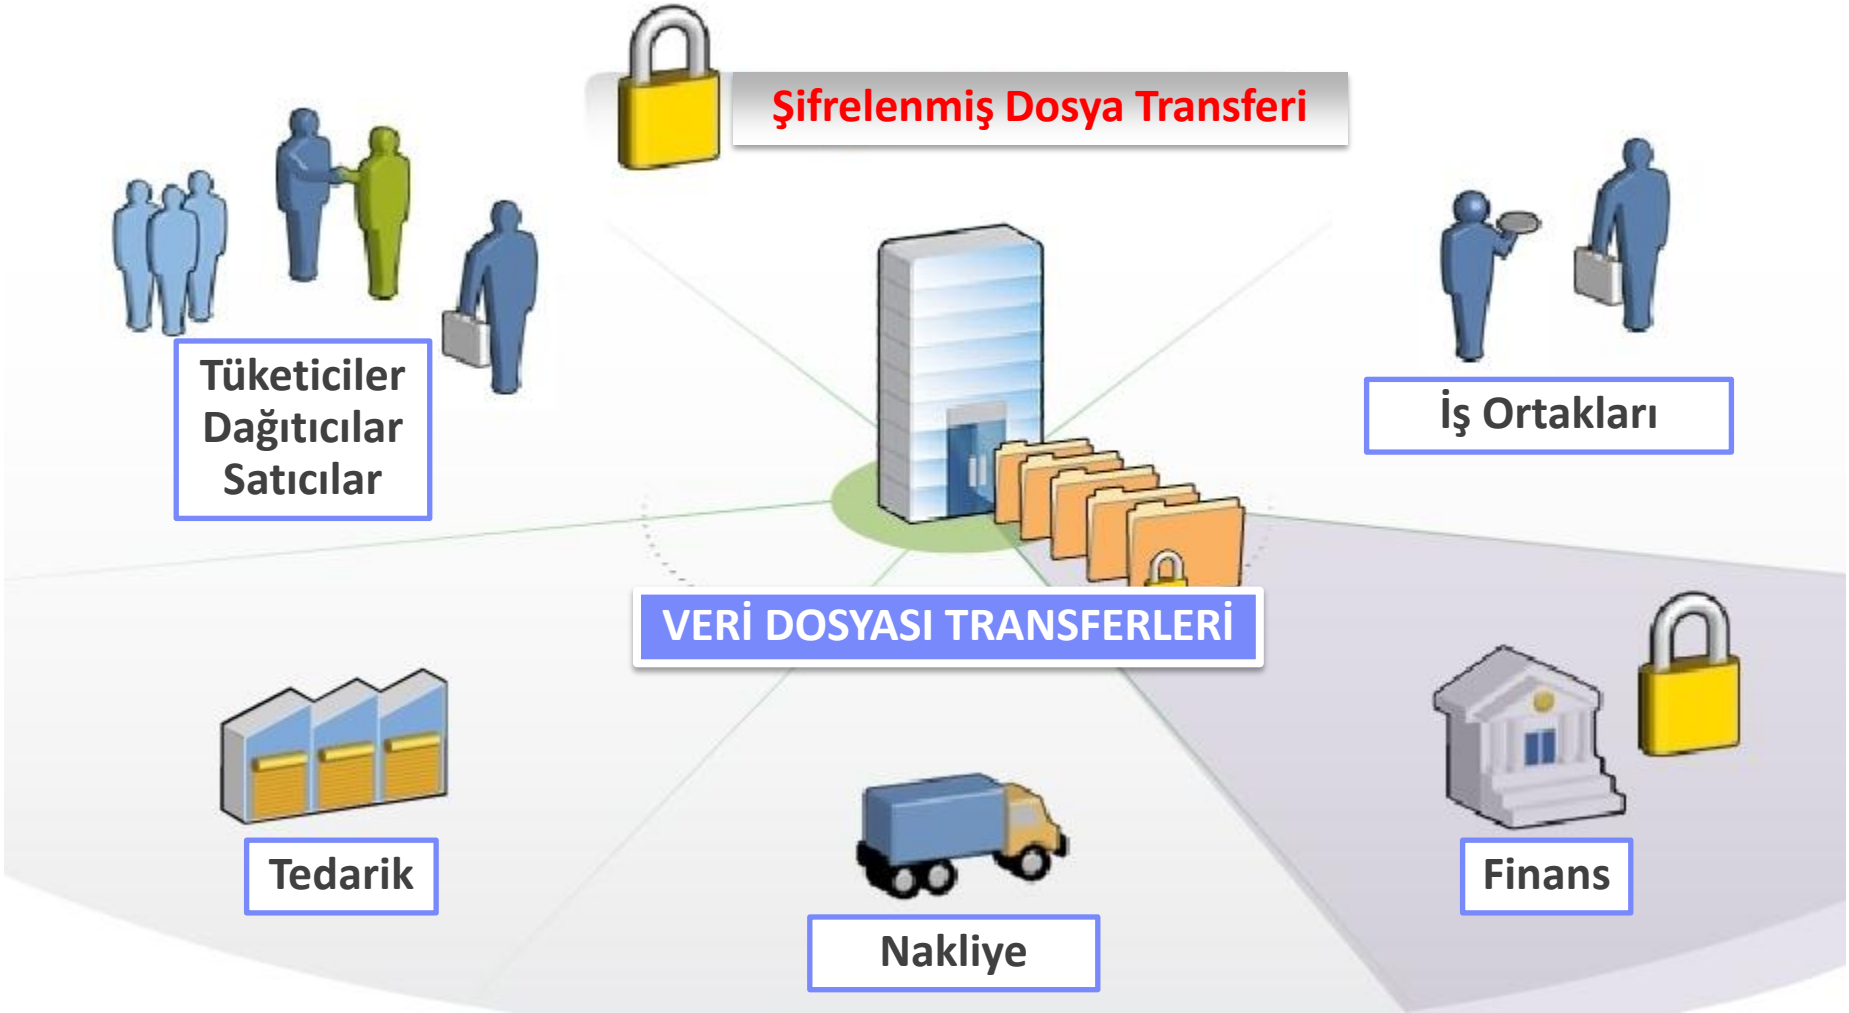 Şifrelenmiş Dosya Transferi
Tüketiciler
Dağıtıcılar
Satıcılar
İş Ortakları
VERİ DOSYASI TRANSFERLERİ
Tedarik
Nakliye
Finans